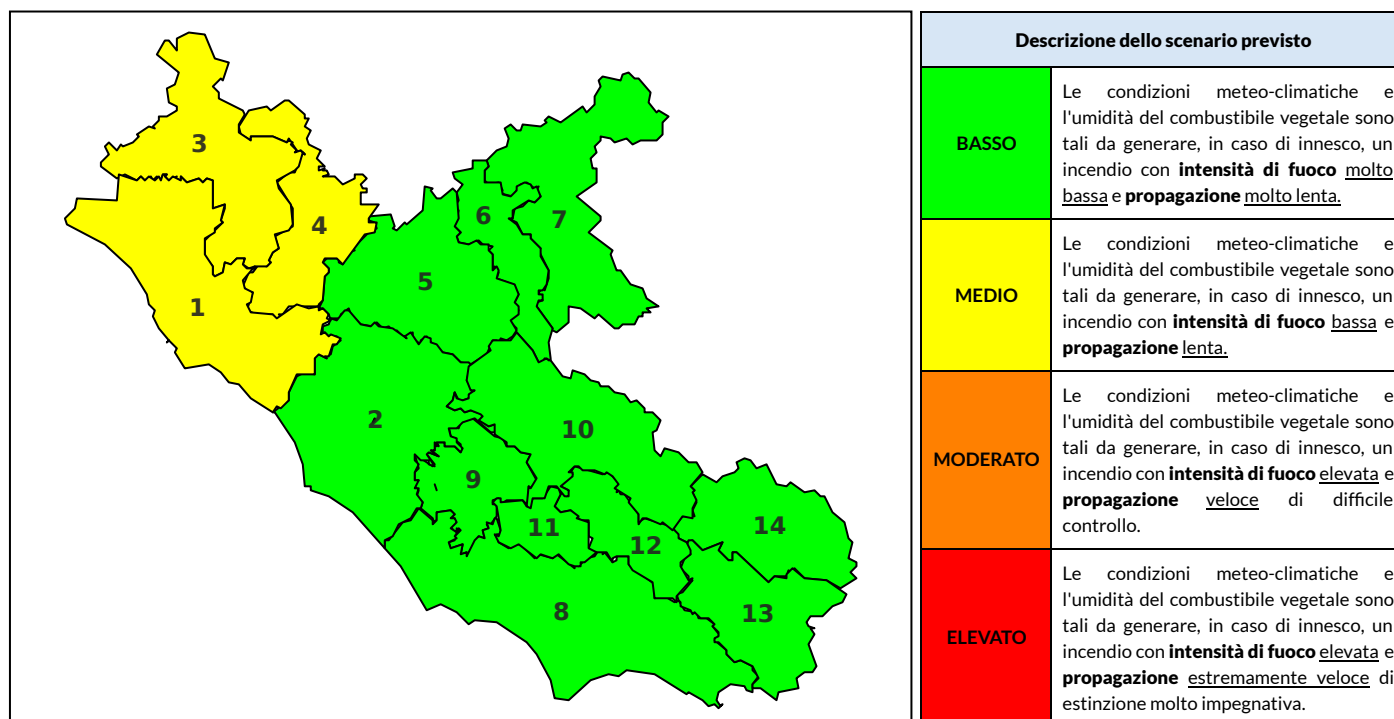 3
4
6
7
5
1
2
10
9
11
12
14
8
13
Descrizione dello scenario previsto
BASSO
Le condizioni meteo-climatiche e
l'umidità del combustibile vegetale sono
tali da generare, in caso di innesco, un
incendio con intensità di fuoco molto
bassa e propagazione molto lenta.
MEDIO
Le condizioni meteo-climatiche e
l'umidità del combustibile vegetale sono
tali da generare, in caso di innesco, un
incendio con intensità di fuoco bassa e
propagazione lenta.
MODERATO
Le condizioni meteo-climatiche e
l'umidità del combustibile vegetale sono
tali da generare, in caso di innesco, un
incendio con intensità di fuoco elevata e
propagazione veloce di difficile
controllo.
ELEVATO
Le condizioni meteo-climatiche e
l'umidità del combustibile vegetale sono
tali da generare, in caso di innesco, un
incendio con intensità di fuoco elevata e
propagazione estremamente veloce di
estinzione molto impegnativa.